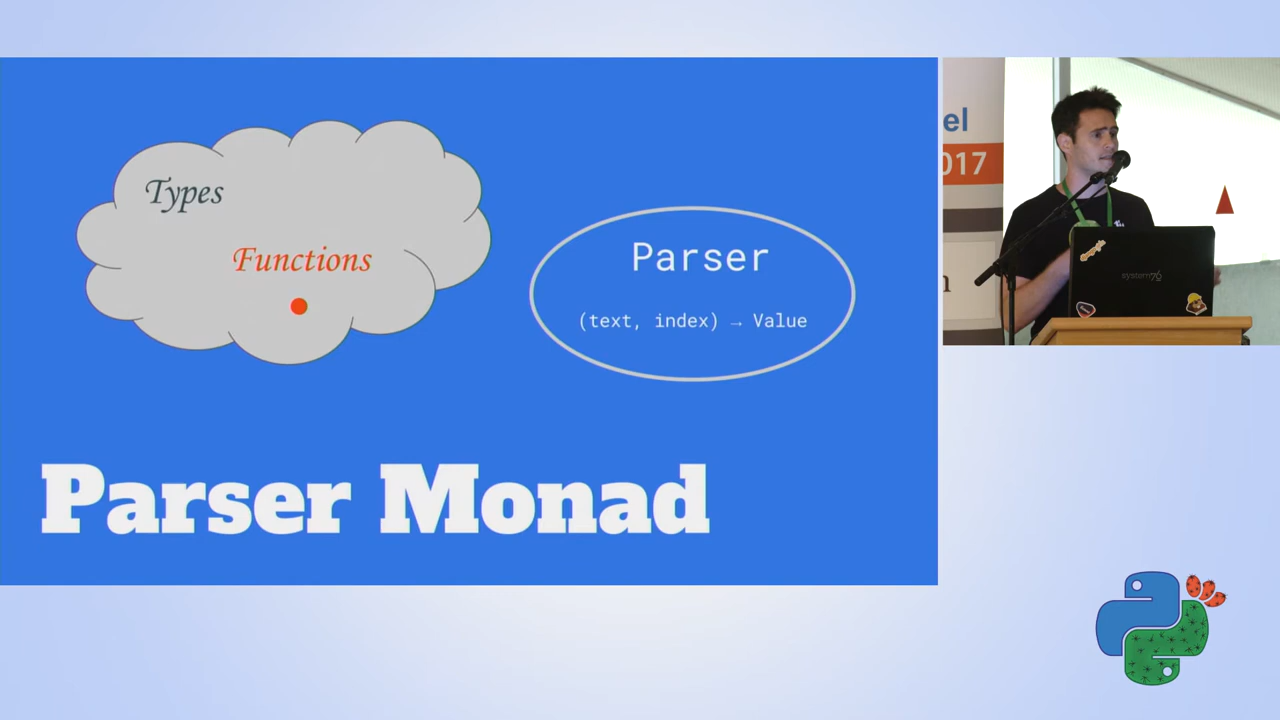 Types
Functions
Parser
(text, index) → Value
Parser Monad
el
017
n
system76